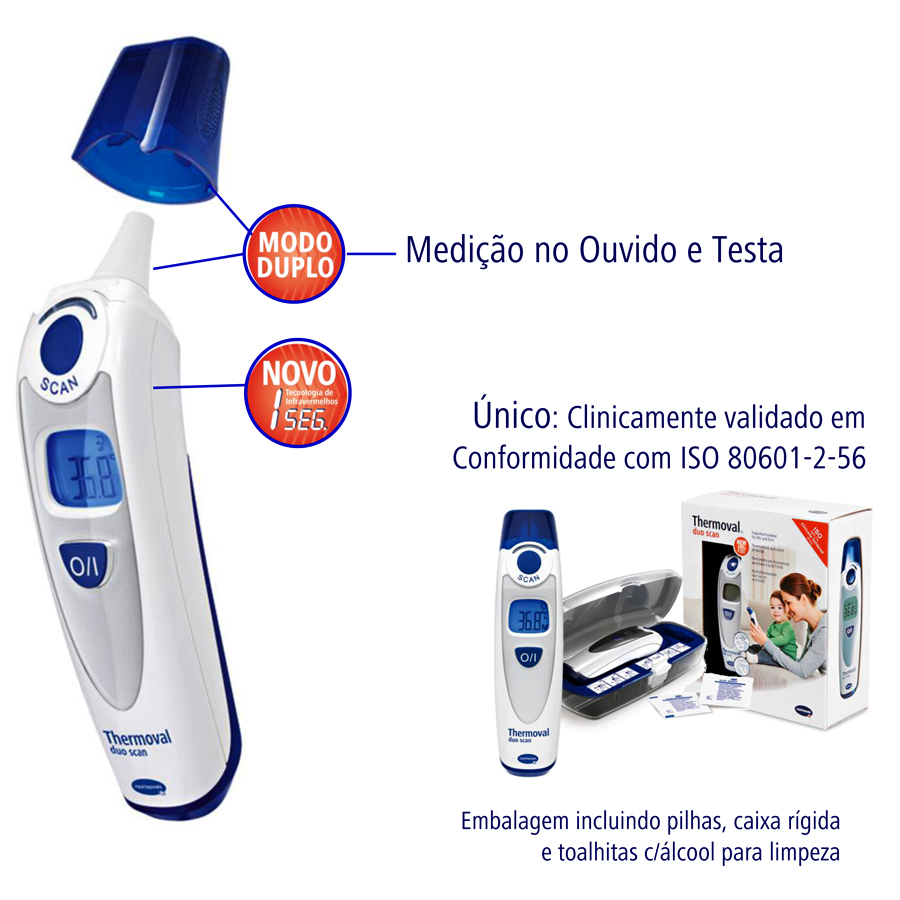 MODO
DUPLO
Medição no Ouvido e Testa
NOVO
Tecnologia de
Infravermelhos
1 SEG.
SCAN
36.8°
O/I
Thermoval
duo scan
Único: Clinicamente validado em
Conformidade com ISO 80601-2-56
SCAN
36.8°
O/I
Thermoval
duo scan
Thermoval
duo scan
ISO
Embalagem incluindo pilhas, caixa rígida
e toalhitas c/álcool para limpeza